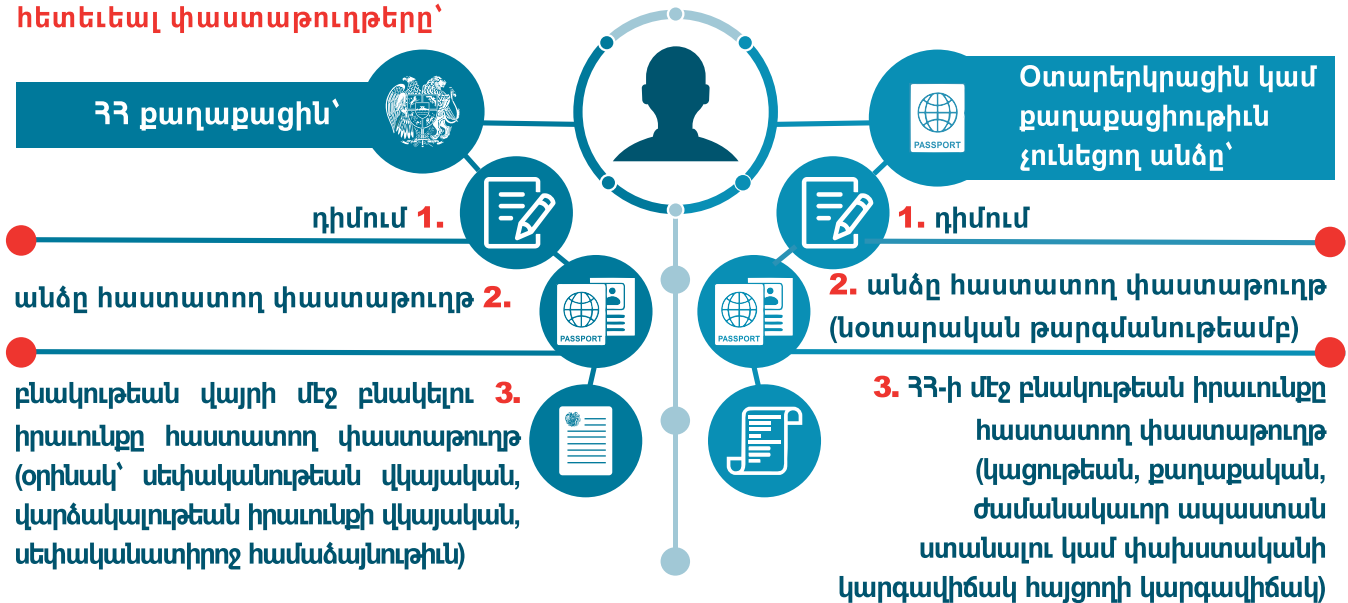 հետեւեալ փաստաթուղթերը՝
ՀՀ քաղաքացին՝
դիմում 1.
անձը հաստատող փաստաթուղթ 2.
PASSPORT
բնակութեան վայրի մէջ բնակելու 3.
իրաւունքը հաստատող փաստաթուղթ
(օրինակ՝ սեփականութեան վկայական,
վարձակալութեան իրաւունքի վկայական,
սեփականատիրոջ համաձայնութիւն)
PASSPORT
Օտարերկրացին կամ
քաղաքացիութիւն
չունեցող անձը՝
1. դիմում
PASSPORT
2. անձը հաստատող փաստաթուղթ
(նօտարական թարգմանութեամբ)
3. ՀՀ-ի մէջ բնակութեան իրաւունքը
հաստատող փաստաթուղթ
(կացութեան, քաղաքական,
ժամանակաւոր ապաստան
ստանալու կամ փախստականի
կարգավիճակ հայցողի կարգավիճակ)